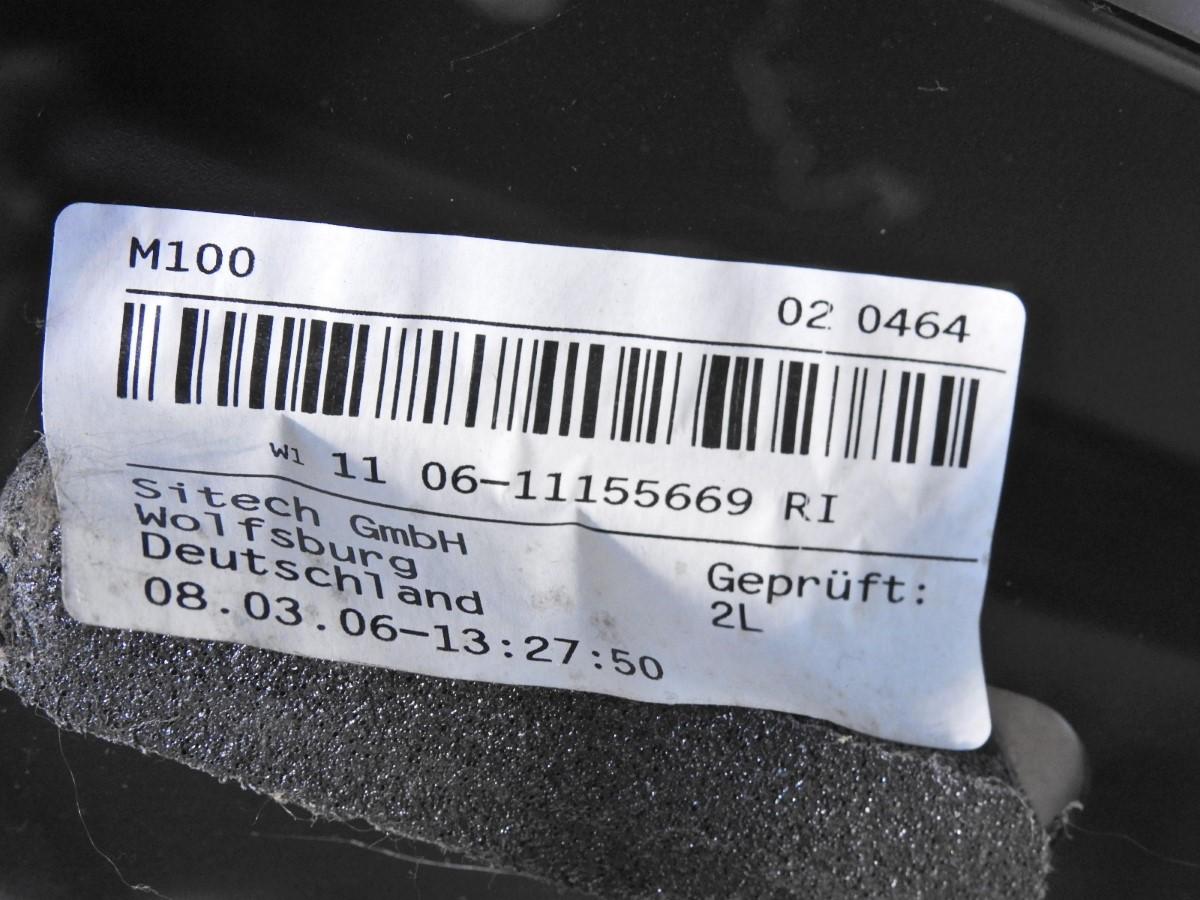 M100
02 0464
W1 11 06-11155669 RI
Sitech GmbH
Wolfsburg
Deutschland
08.03.06-13:27:50
Geprüft:
2L